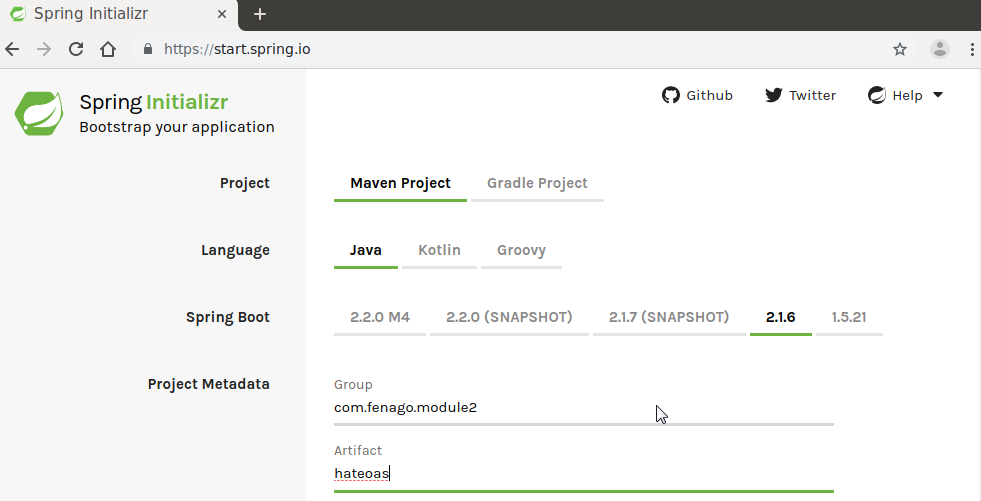 Spring Initializr
https://start.spring.io
Spring Initializr
Bootstrap your application
Github Twitter Help
Project Maven Project Gradle Project
Language Java Kotlin Groovy
Spring Boot 2.2.0 M4 2.2.0 (SNAPSHOT) 2.1.7 (SNAPSHOT) 2.1.6 1.5.21
Project Metadata Group
com.fenago.module2
Artifact
hateoas